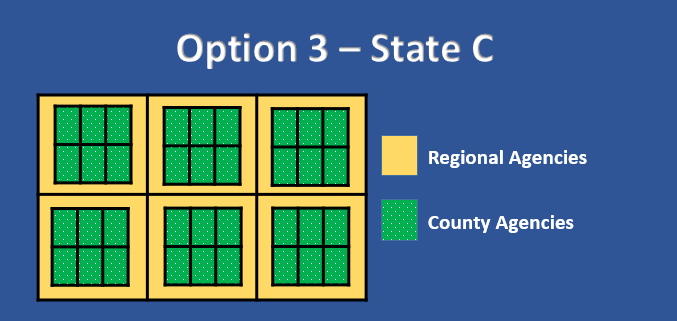 Option 3 – State C
Regional Agencies
County Agencies